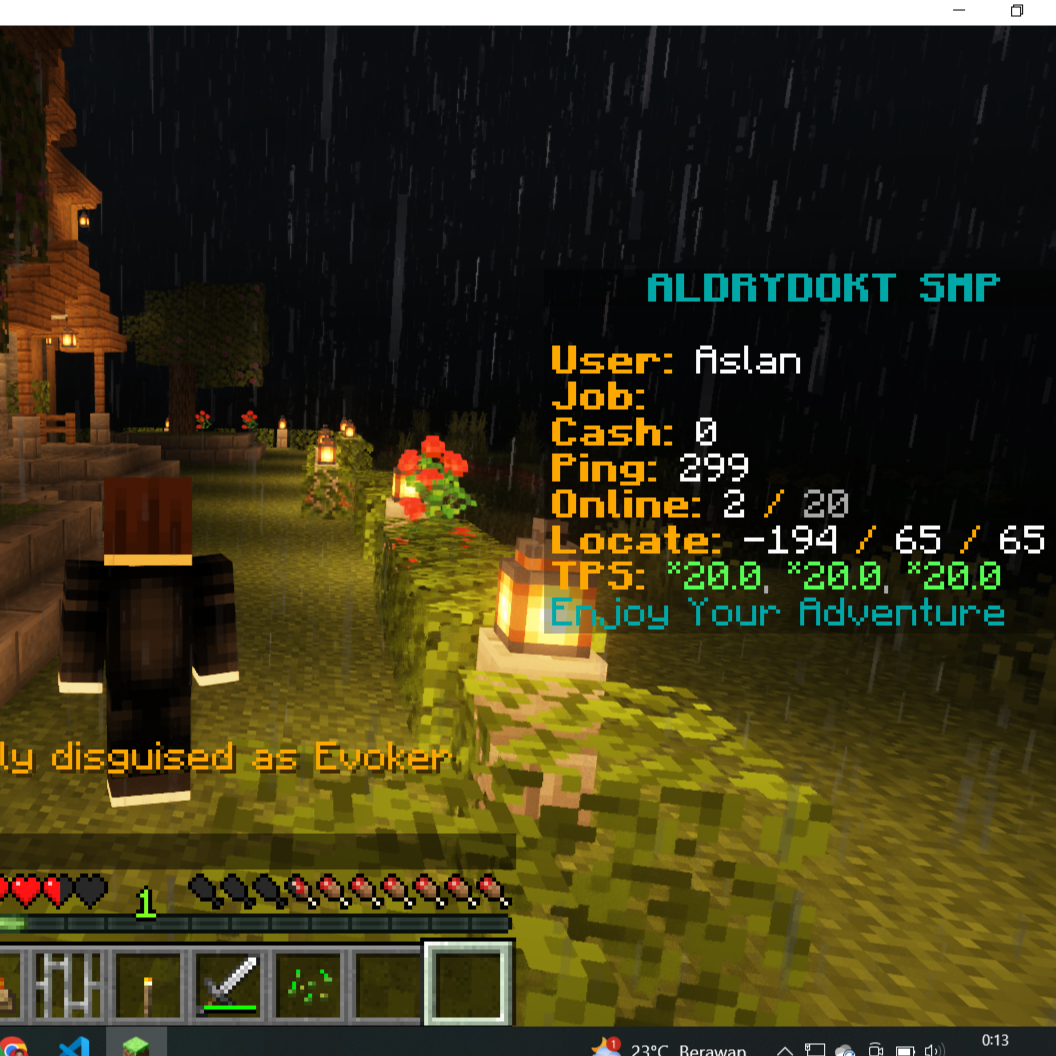 ALDRYDOKT SMP
User: Aslan
Job:
Cash: 0
Ping: 299
Online: 2 / 20
Locate: -194 / 65 / 65
TPS: *20.0, *20.0, *20.0
Enjoy Your Adventure
ly disguised as Evoker
1
1
23°C Berawan
0:13